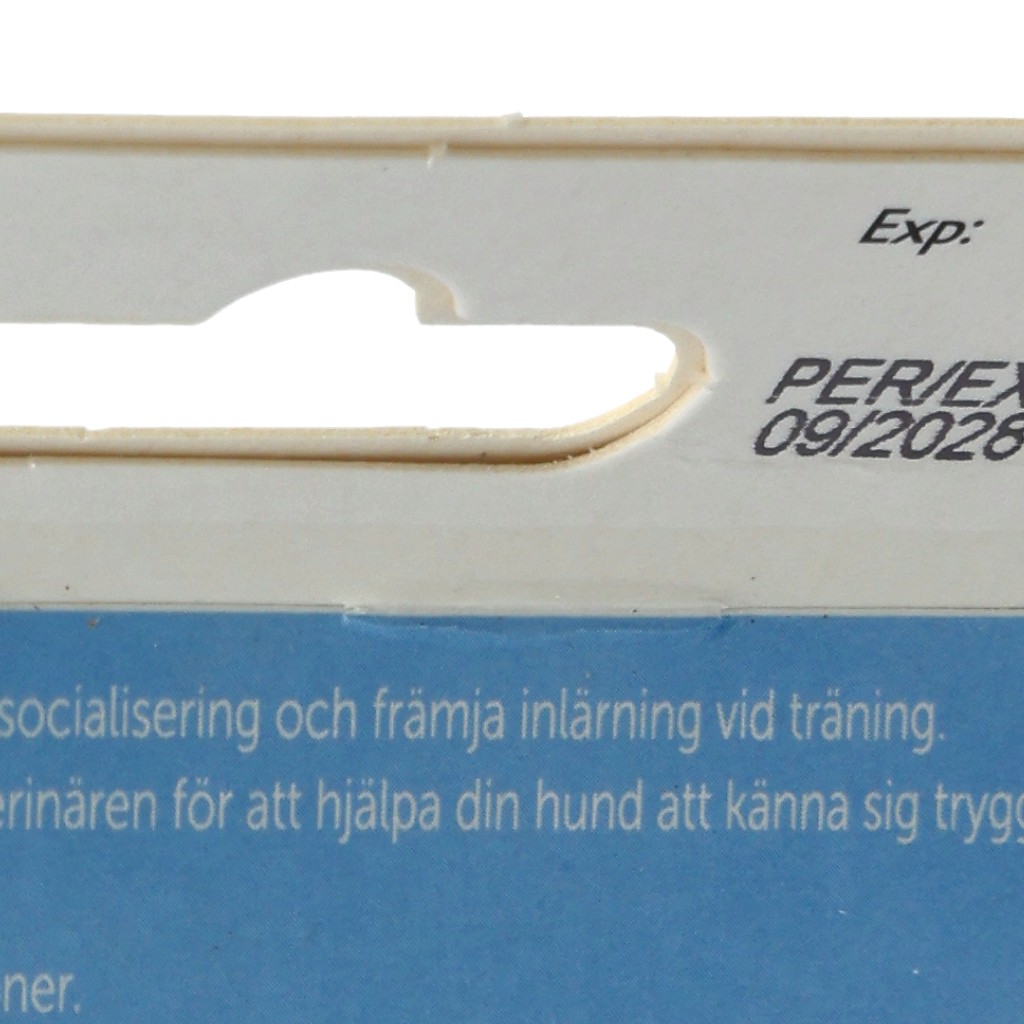 Exp:
PER/EX
09/2028
socialisering och främja inlärning vid träning.
erinären för att hjälpa din hund att känna sig trygg
ner.